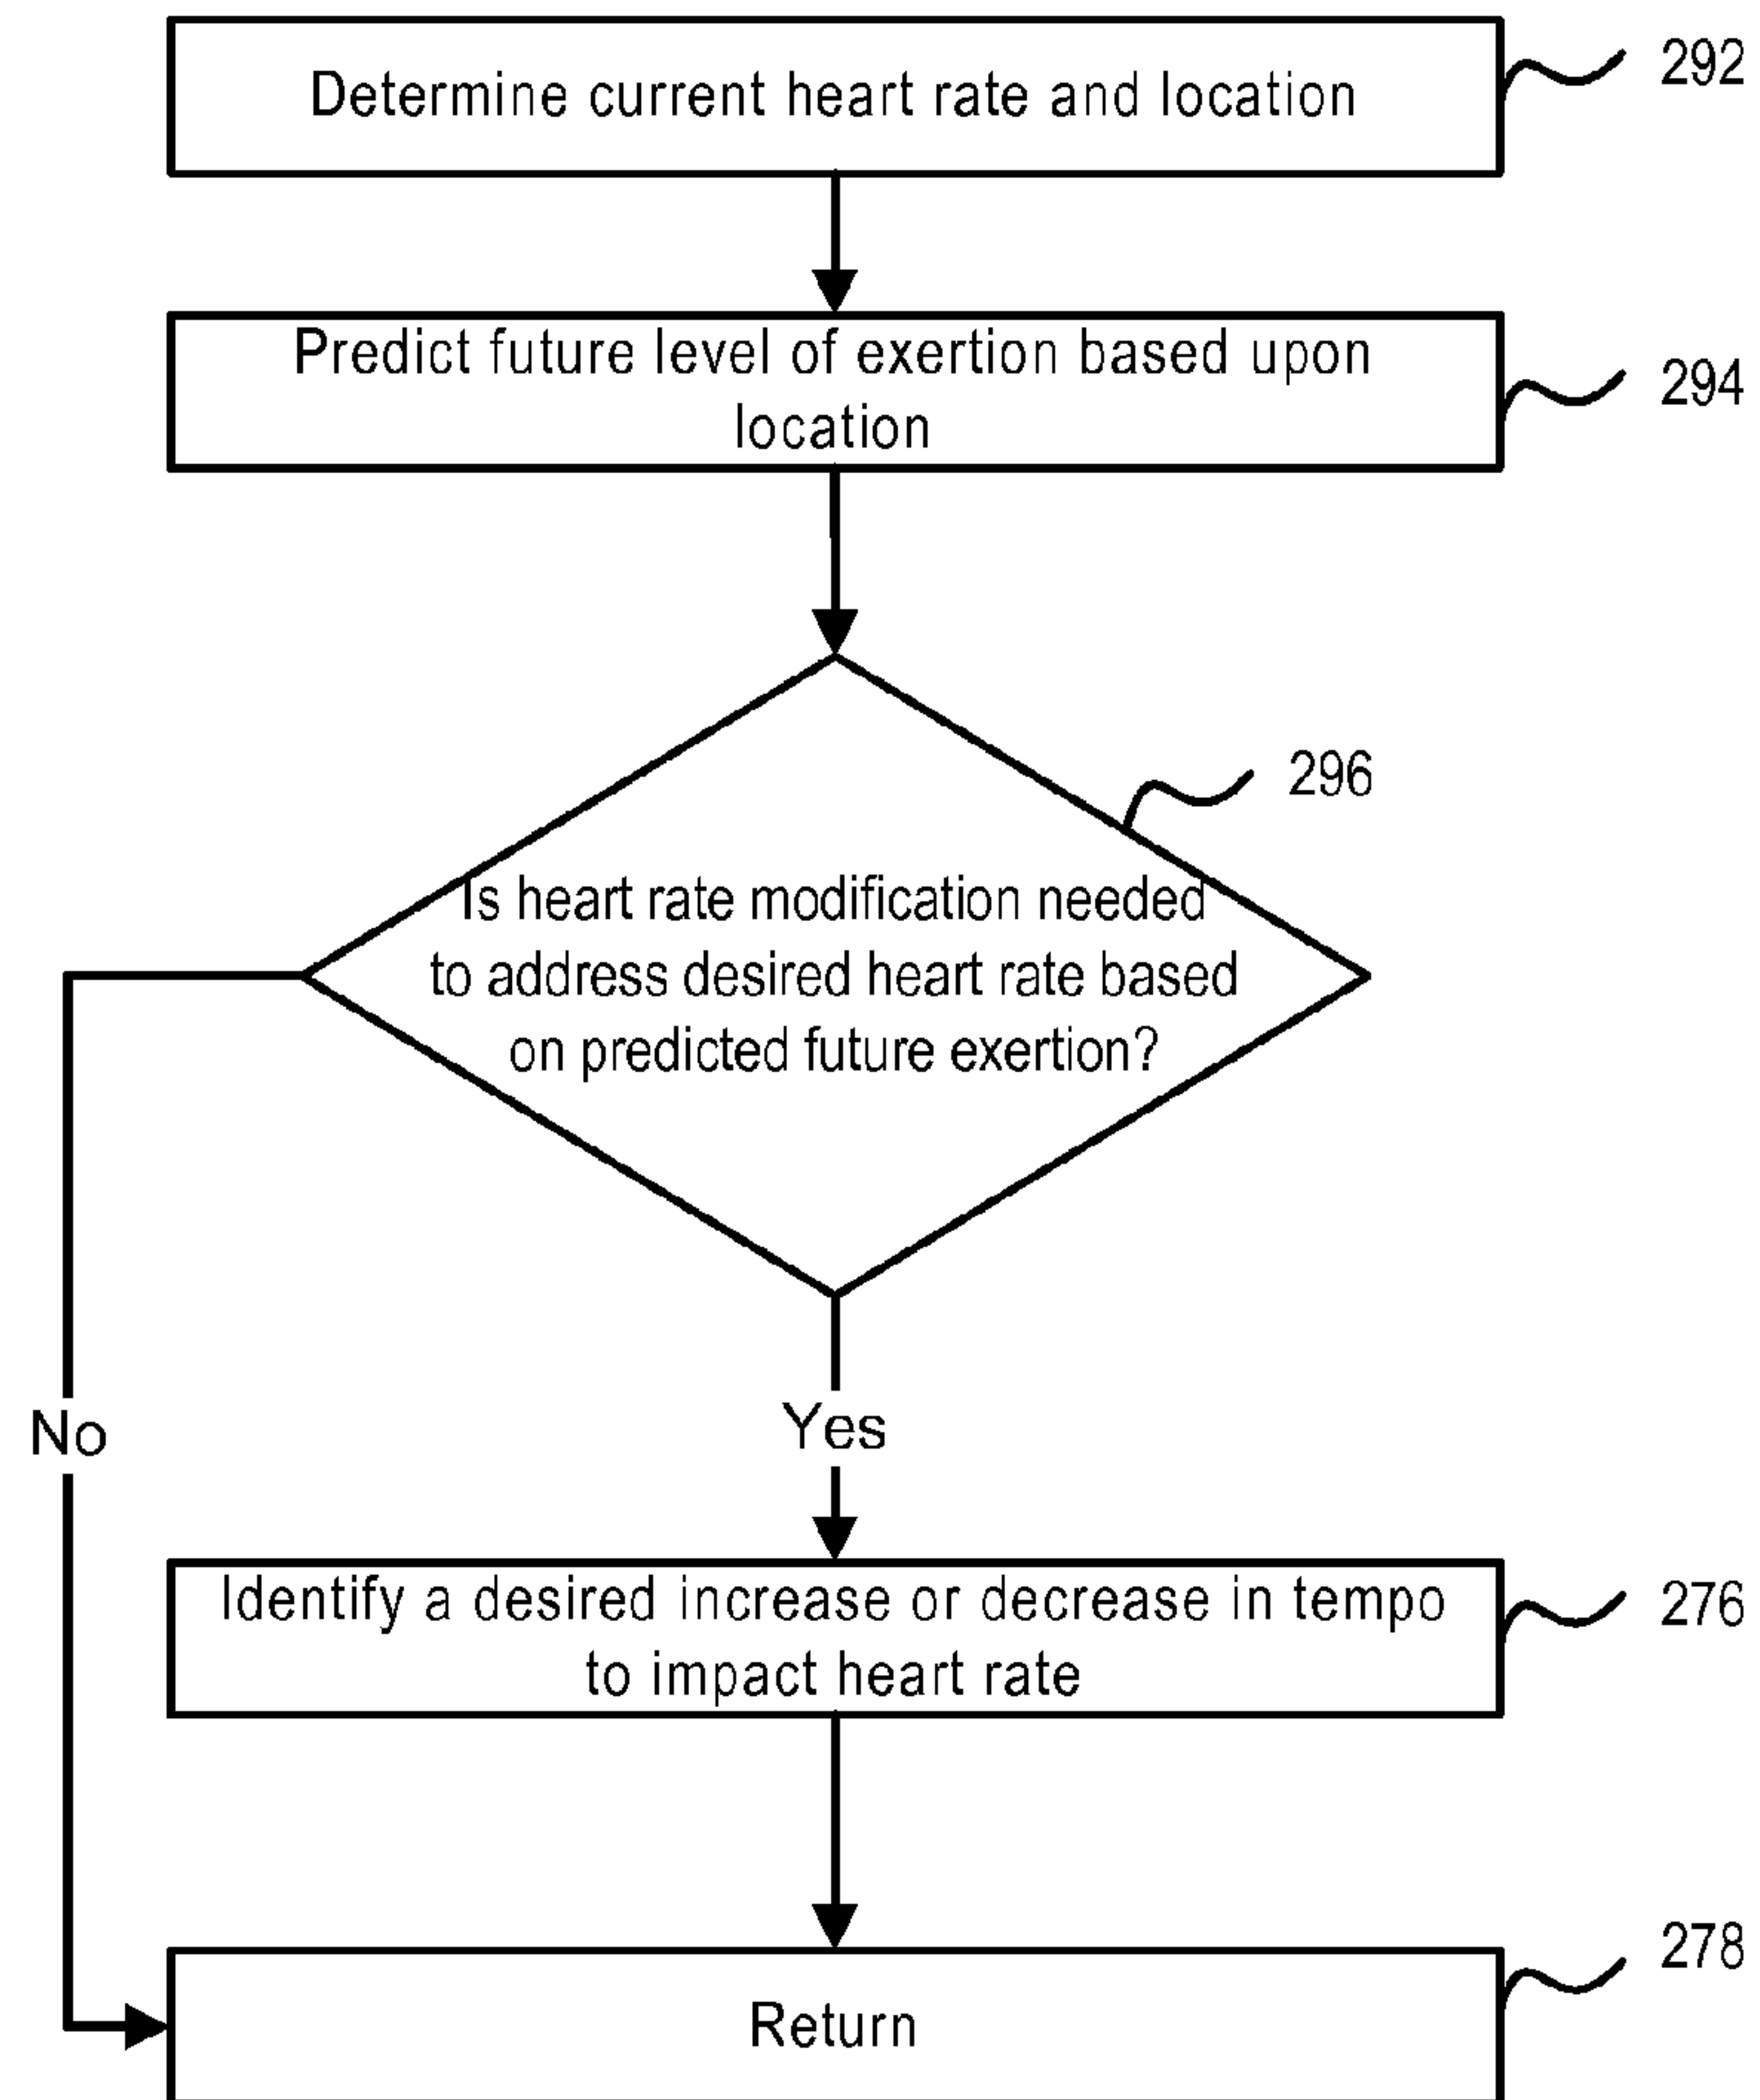 Determine current heart rate and location
292
Predict future level of exertion based upon
location
294
296
Is heart rate modification needed
to address desired heart rate based
on predicted future exertion?
No
Yes
Identify a desired increase or decrease in tempo
to impact heart rate
276
Return
278